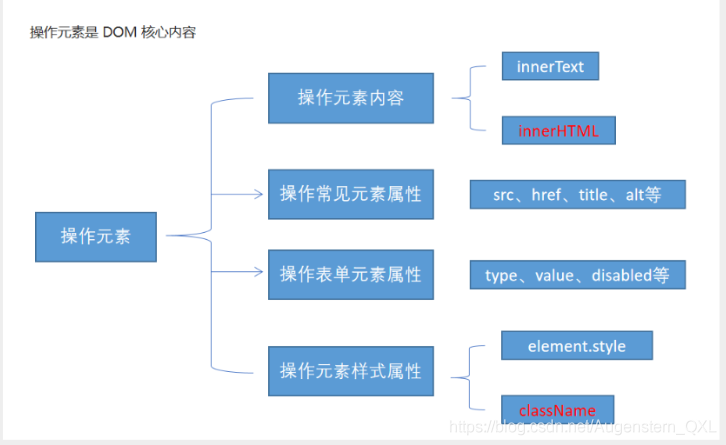 操作元素是 DOM 核心内容
操作元素
操作元素内容
innerText
innerHTML
操作常见元素属性
src、href、title、alt等
操作表单元素属性
type、value、disabled等
操作元素样式属性
element.style
className
https://blog.csdn.net/Augenstern_QXL